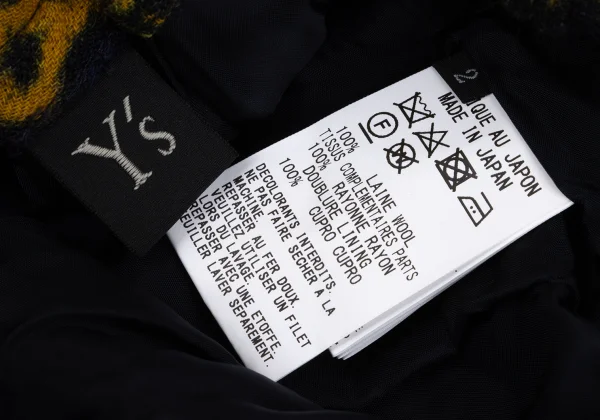 Y's
2
QUE AU JAPON
MADE IN JAPAN
F
100% LAINE WOOL
TISSUS COMPLEMENTAIRES PARTS
100% RAYONNE RAYON
DOUBLURE LINING
100% CUPRO CUPRO
DECOLORANTS INTERDITS.
NE PAS FAIRE SECHER A LA
MACHINE.
REPASSER AU FER DOUX.
VEUILLEZ UTILISER UN FILET
LORS DU LAVAGE.
REPASSER AVEC UNE ETOFFE.
EUILLER LAVER SEPAREMENT.